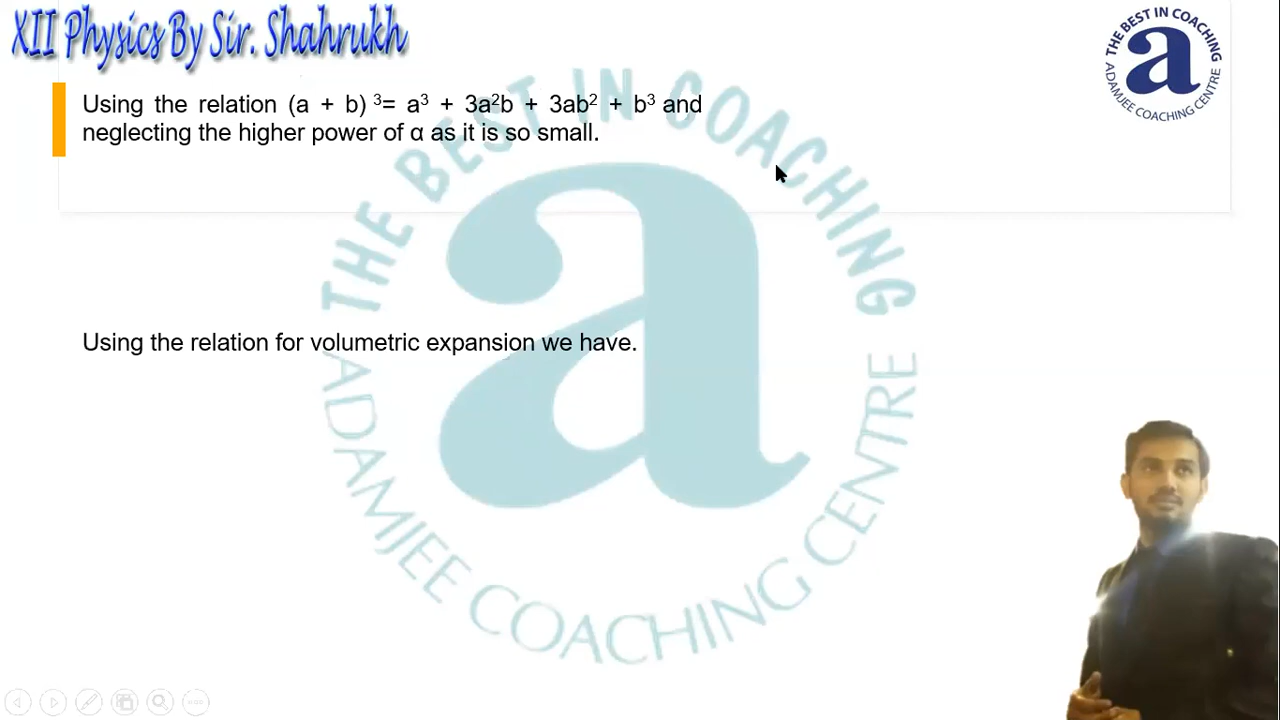 XII Physics By Sir. Shahrukh
THE BEST IN COACHING
a
ADAMJEE COACHING CENTRE
Using the relation (a + b) ³= a³ + 3a²b + 3ab² + b³ and
neglecting the higher power of α as it is so small.
THE BEST IN COACHING
a
Using the relation for volumetric expansion we have.
ADAMJEE COACHING CENTRE